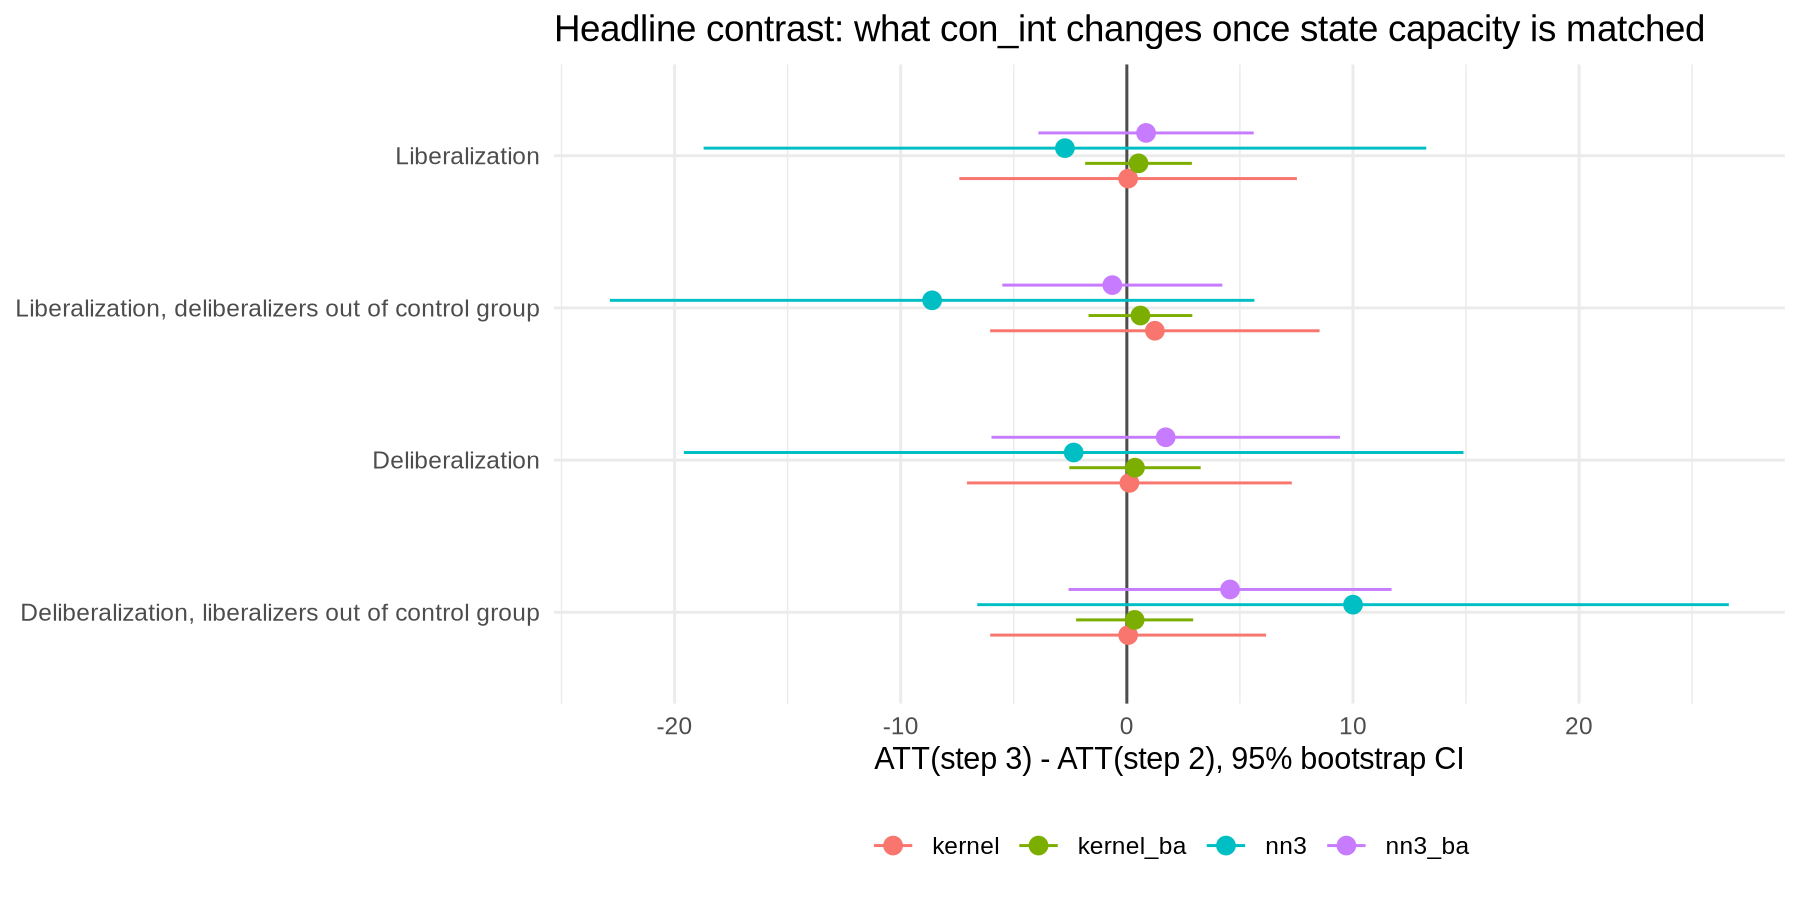 Headline contrast: what con_int changes once state capacity is matched
Liberalization
Liberalization, deliberalizers out of control group
Deliberalization
Deliberalization, liberalizers out of control group
-20 -10 0 10 20
ATT(step 3) - ATT(step 2), 95% bootstrap CI
kernel kernel_ba nn3 nn3_ba